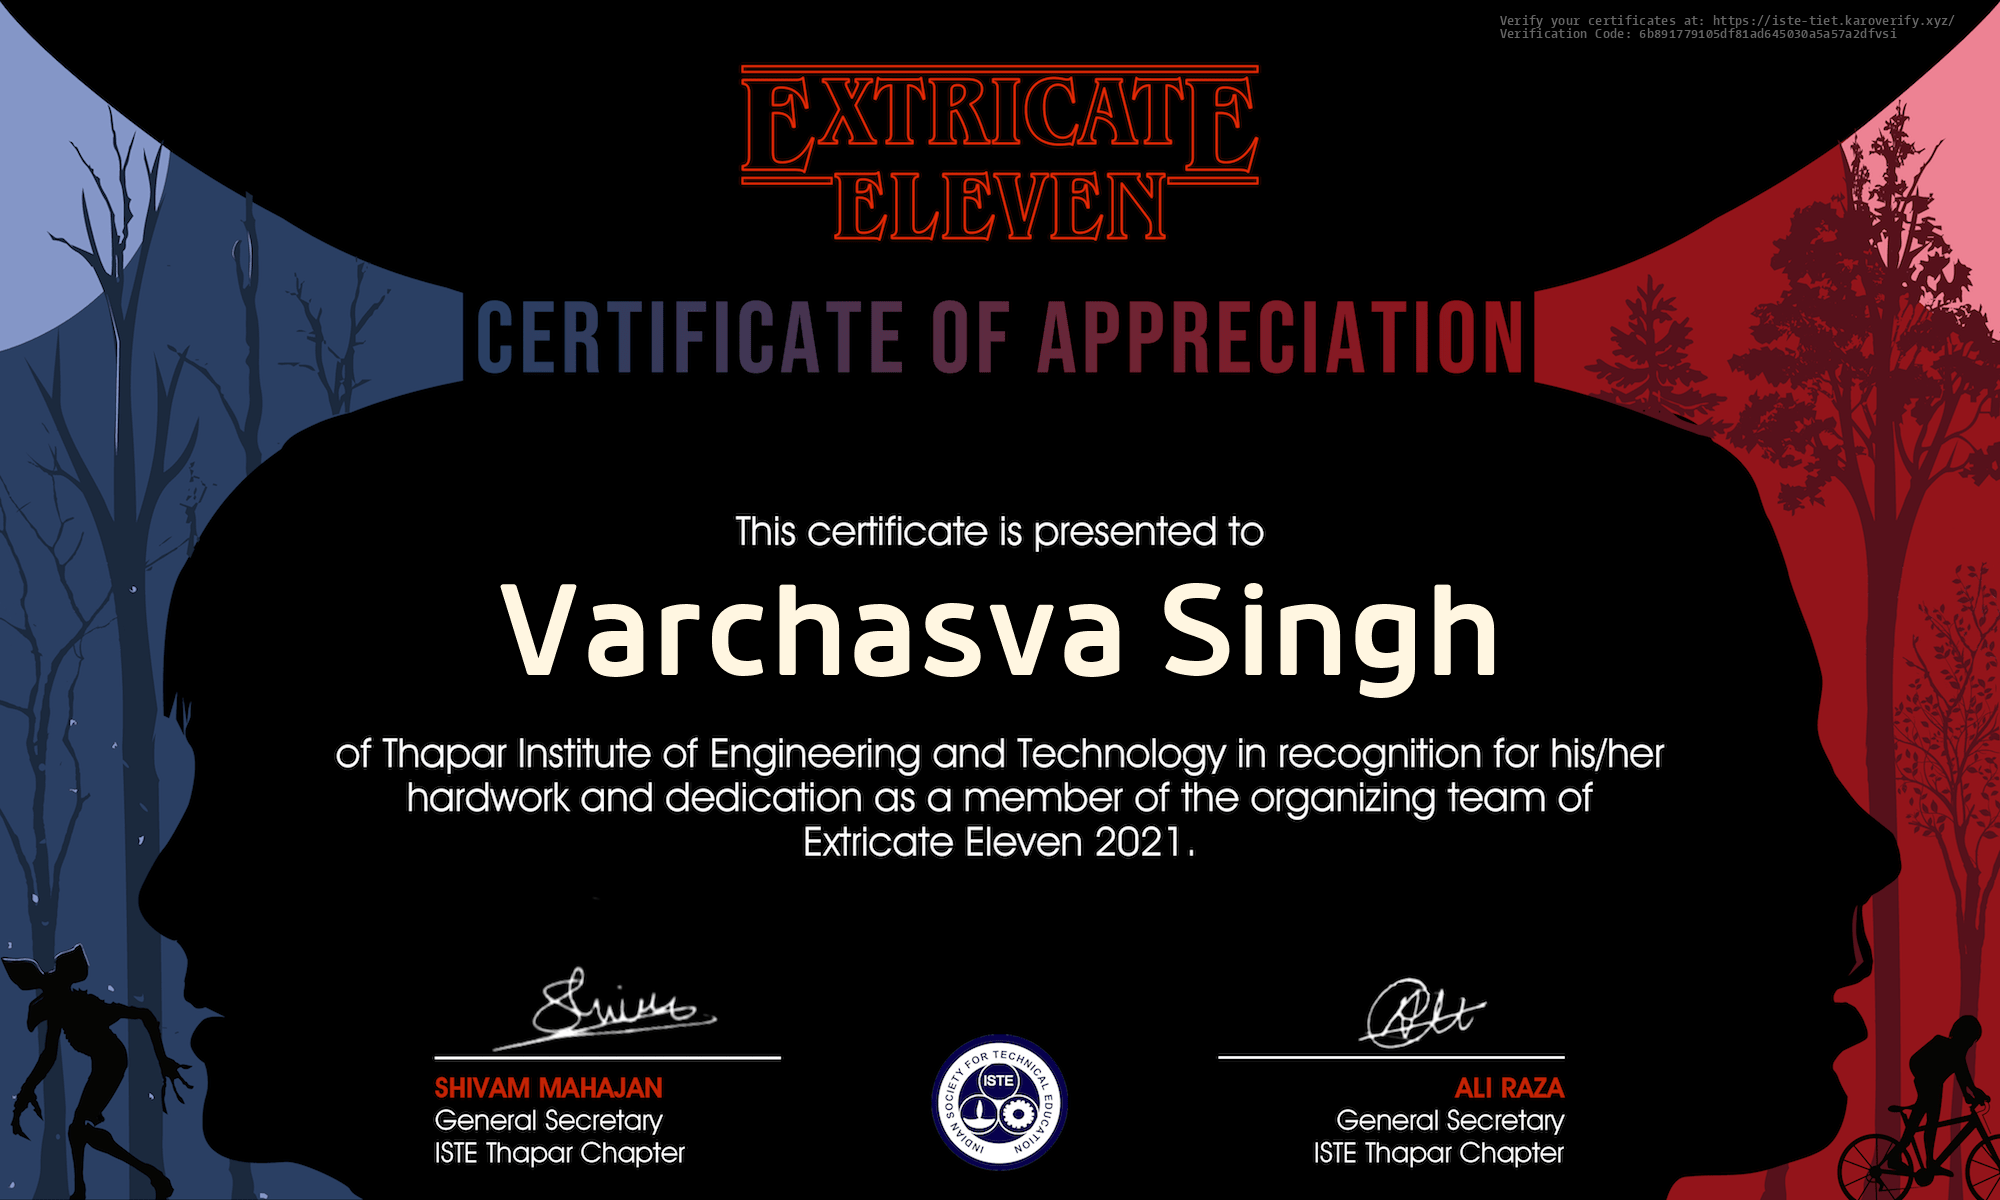 Verify your certificates at: https://iste-tiet.karoverify.xyz/
Verification Code: 6b891779105df81ad645030a5a57a2dfvsi
EXTRICATE
ELEVEN
CERTIFICATE OF APPRECIATION
This certificate is presented to
Varchasva Singh
of Thapar Institute of Engineering and Technology in recognition for his/her
hardwork and dedication as a member of the organizing team of
Extricate Eleven 2021.
SHIVAM MAHAJAN
General Secretary
ISTE Thapar Chapter
INDIAN SOCIETY FOR TECHNICAL EDUCATION
ISTE
ALI RAZA
General Secretary
ISTE Thapar Chapter